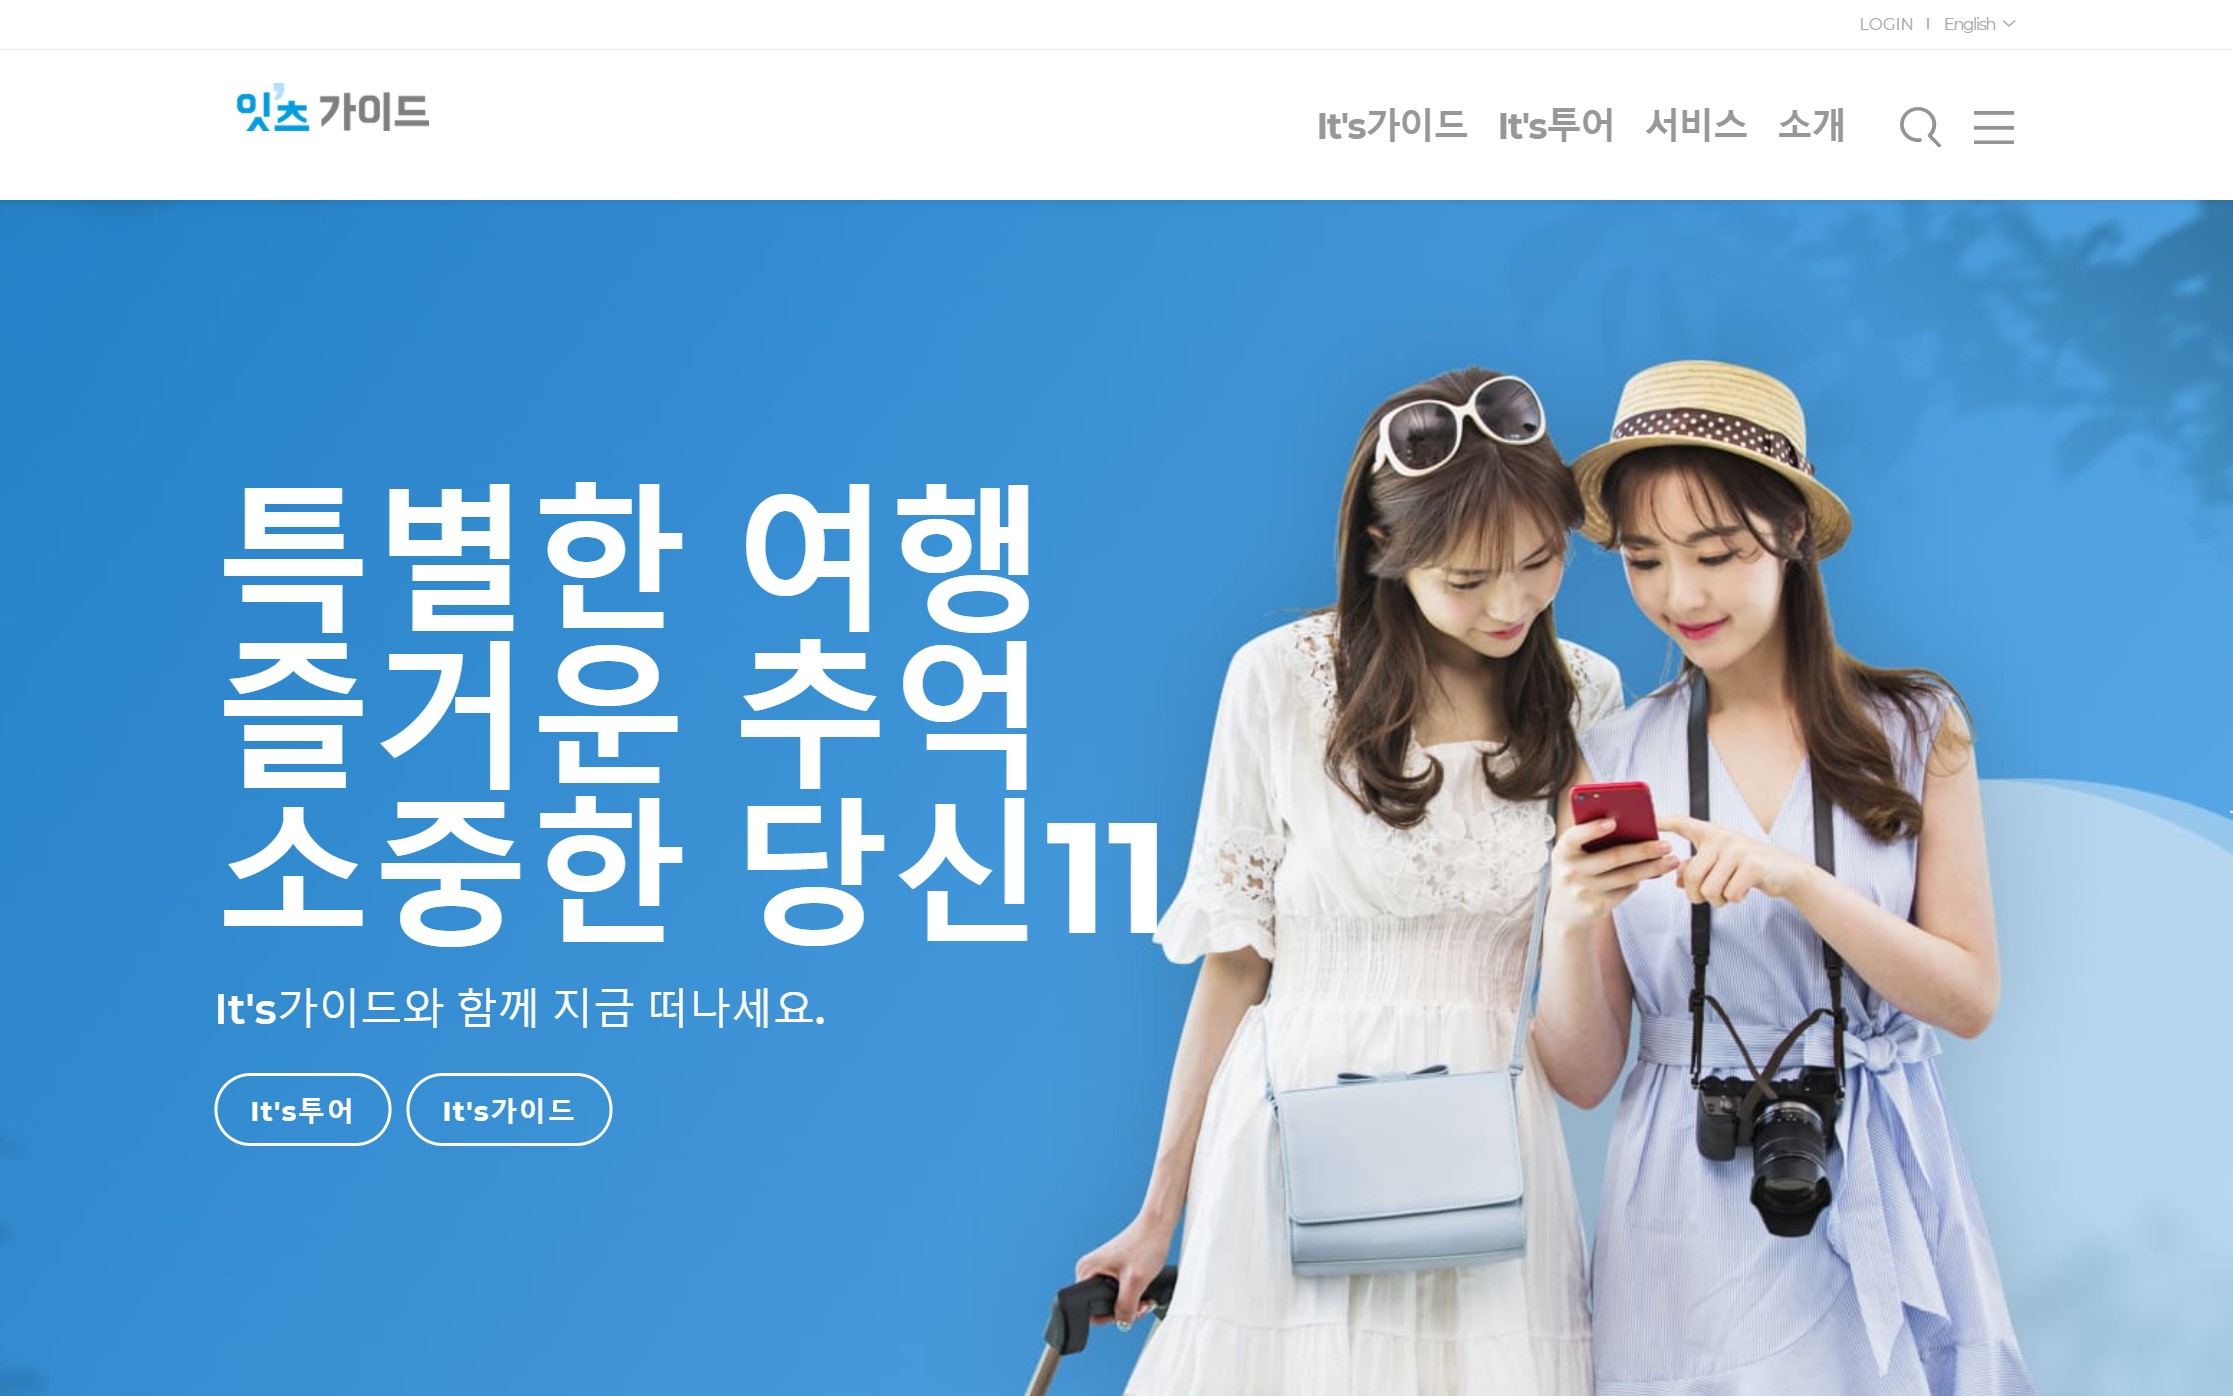 LOGIN English
잇츠 가이드
It's가이드 It's투어 서비스 소개
특별한 여행
즐거운 추억
소중한 당신11
It's가이드와 함께 지금 떠나세요.
It's투어 It's가이드